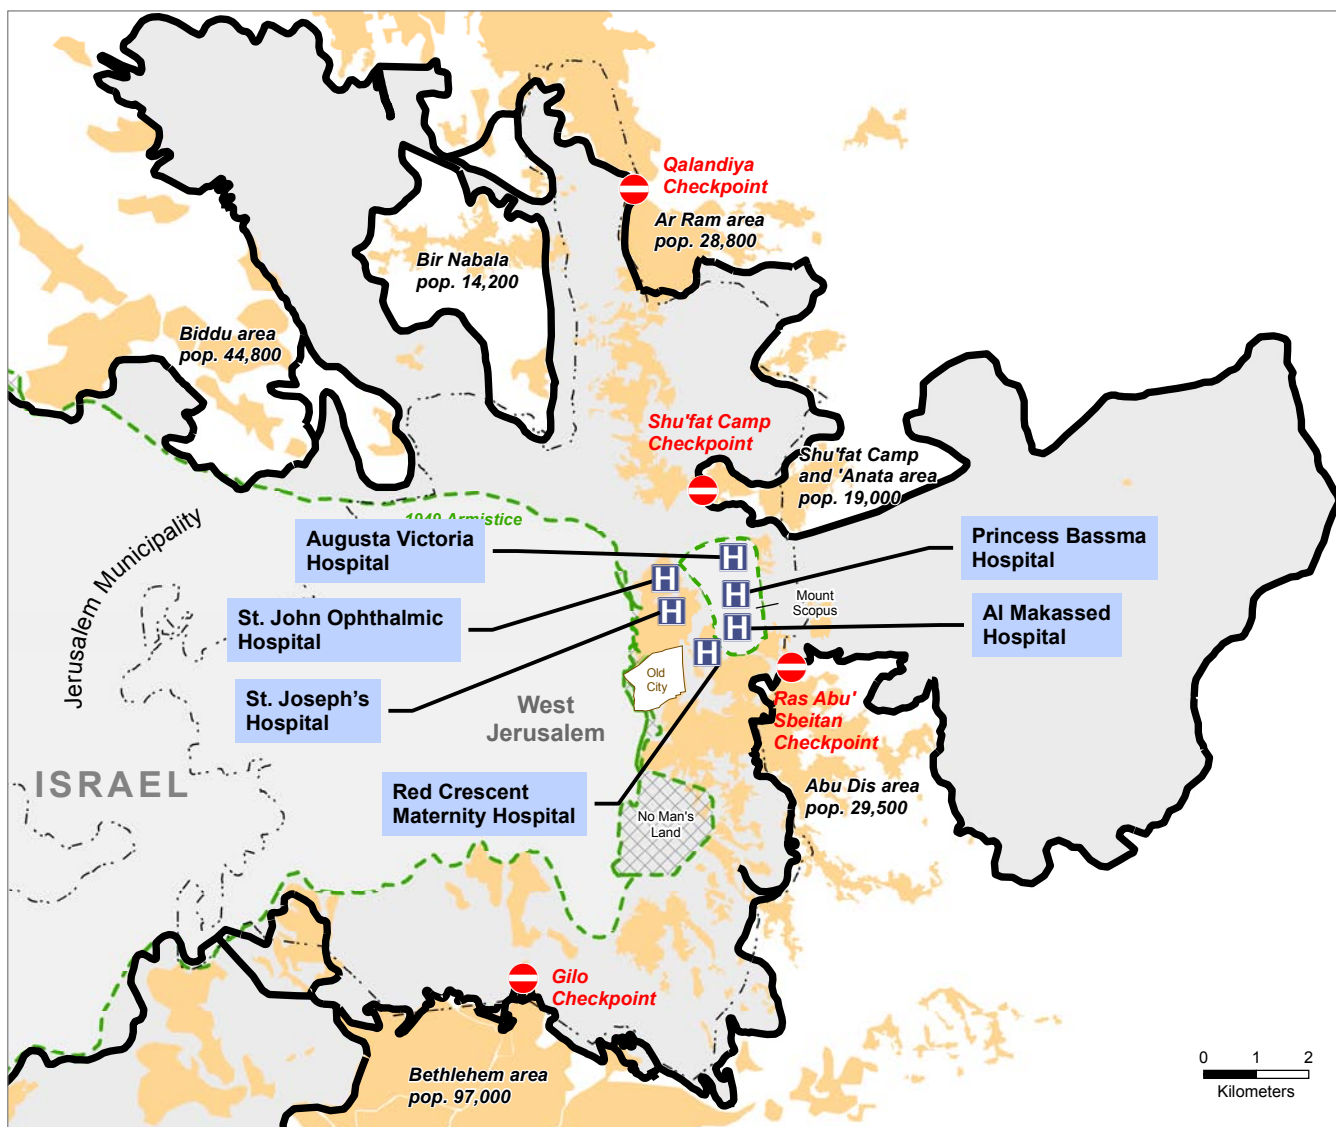 Qalandiya
Checkpoint
Ar Ram area
pop. 28,800
Bir Nabala
pop. 14,200
Biddu area
pop. 44,800
Shu'fat Camp
Checkpoint
Shu'fat Camp
and 'Anata area
pop. 19,000
1949 Armistice
Jerusalem Municipality
Augusta Victoria
Hospital
Princess Bassma
Hospital
St. John Ophthalmic
Hospital
Mount
Scopus
Al Makassed
Hospital
St. Joseph's
Hospital
Old
City
West
Jerusalem
Ras Abu'
Sbeitan
Checkpoint
ISRAEL
Red Crescent
Maternity Hospital
Abu Dis area
pop. 29,500
No Man's
Land
Gilo
Checkpoint
Bethlehem area
pop. 97,000
0 1 2
Kilometers